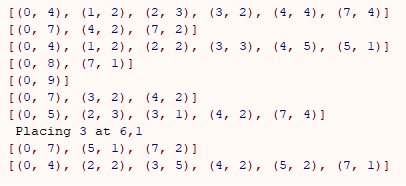 [(0, 4), (1, 2), (2, 3), (3, 2), (4, 4), (7, 4)]
[(0, 7), (4, 2), (7, 2)]
[(0, 4), (1, 2), (2, 2), (3, 3), (4, 5), (5, 1)]
[(0, 8), (7, 1)]
[(0, 9)]
[(0, 7), (3, 2), (4, 2)]
[(0, 5), (2, 3), (3, 1), (4, 2), (7, 4)]
Placing 3 at 6,1
[(0, 7), (5, 1), (7, 2)]
[(0, 4), (2, 2), (3, 5), (4, 2), (5, 2), (7, 1)]